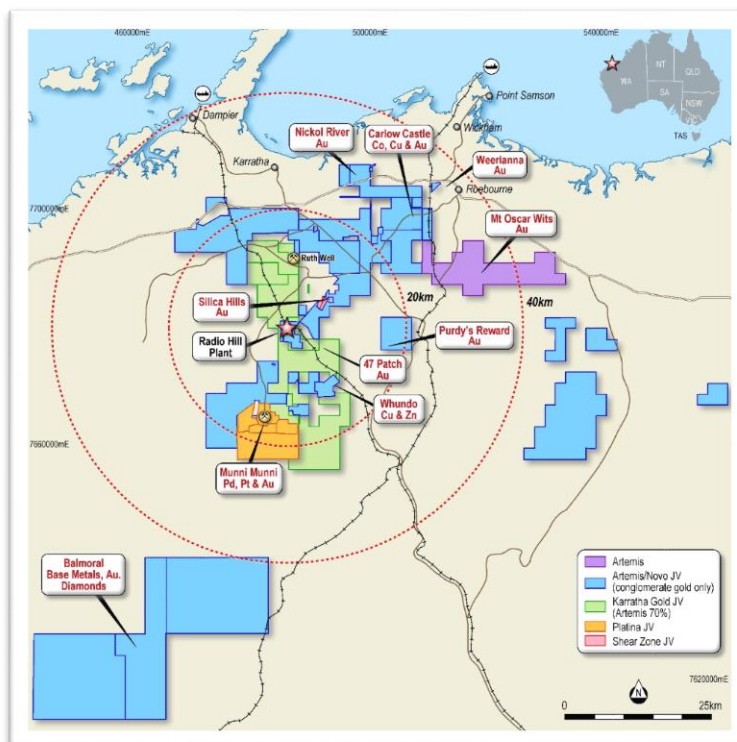 460000mE
500000mE
540000mE
WA
NT
QLD
SA
NSW
VIC
TAS
Point Samson
Dampier
Wickham
Nickol River
Au
Carlow Castle
Co, Cu & Au
Weerianna
Au
Karratha
Roebourne
7700000mE
Mt Oscar Wits
Au
Ruth Well
Silica Hills
Au
20km
40km
Radio Hill
Plant
Purdy's Reward
Au
47 Patch
Au
Whundo
Cu & Zn
7660000mE
Munni Munni
Pd, Pt & Au
Balmoral
Base Metals, Au.
Diamonds
Artemis
Artemis/Novo JV
(conglomerate gold only)
Karratha Gold JV
(Artemis 70%)
Platina JV
Shear Zone JV
7620000mE
N
0
25km